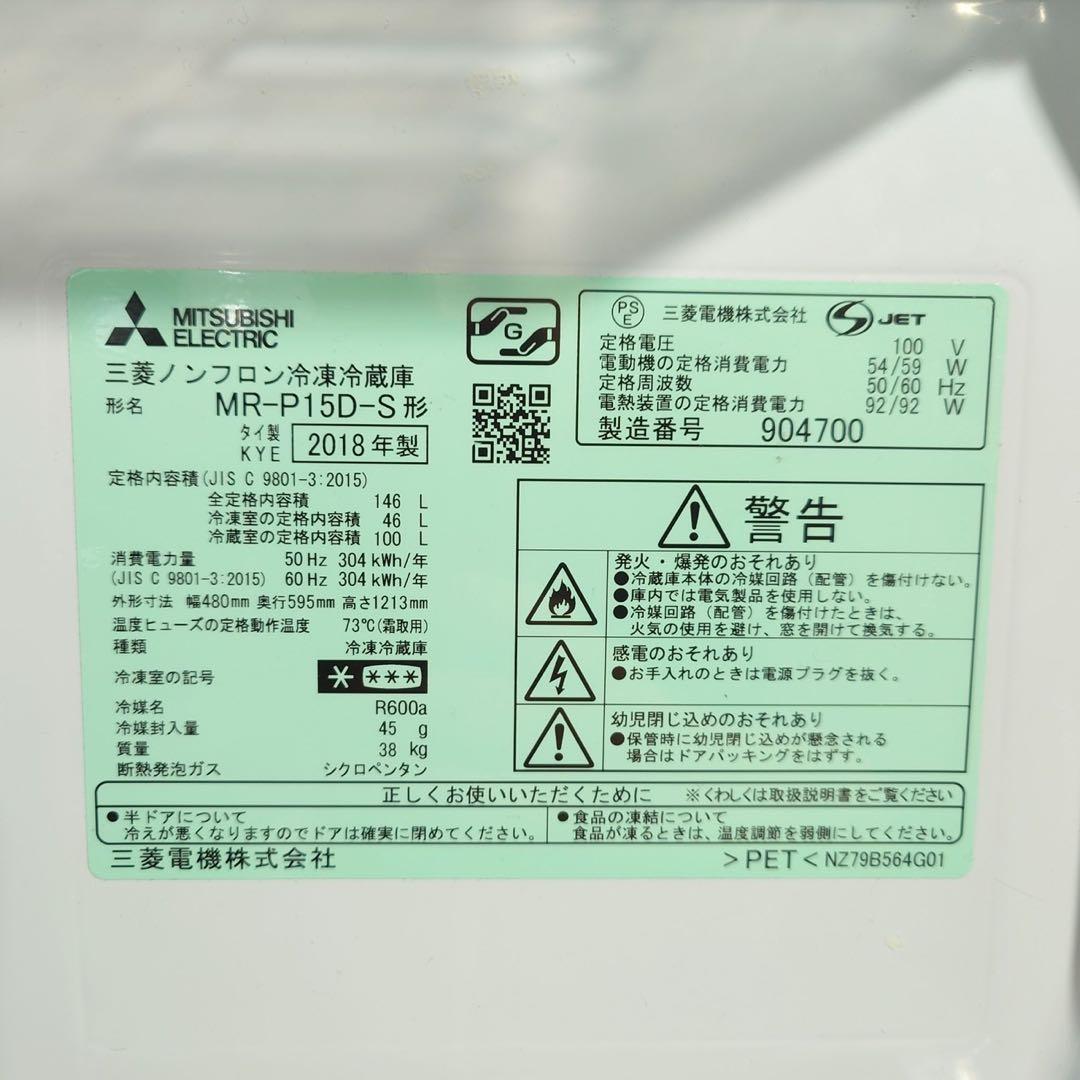 MITSUBISHI
ELECTRIC
三菱ノンフロン冷凍冷蔵庫
形名 MR-P15D-S形
タイ製
KYE 2018年製
定格内容積(JIS C 9801-3:2015)
全定格内容積 146 L
冷凍室の定格内容積 46 L
冷蔵室の定格内容積 100 L
消費電力量 50Hz 304kWh/年
(JIS C 9801-3:2015) 60Hz 304kWh/年
外形寸法 幅480mm 奥行595mm 高さ1213mm
温度ヒューズの定格動作温度 73℃(霜取用)
種類 冷凍冷蔵庫
冷凍室の記号
冷媒名 R600a
冷媒封入量 45 g
質量 38 kg
断熱発泡ガス シクロペンタン
G
PS
E 三菱電機株式会社 JET
定格電圧 100 V
電動機の定格消費電力 54/59 W
定格周波数 50/60 Hz
電熱装置の定格消費電力 92/92 W
製造番号 904700
警告
発火・爆発のおそれあり
●冷蔵庫本体の冷媒回路(配管)を傷付けない。
●庫内では電気製品を使用しない。
●冷媒回路(配管)を傷付けたときは、
火気の使用を避け、窓を開けて換気する。
感電のおそれあり
●お手入れのときは電源プラグを抜く。
幼児閉じ込めのおそれあり
●保管時に幼児閉じ込めが懸念される
場合はドアパッキングをはずす。
正しくお使いいただくために ※くわしくは取扱説明書をご覧ください
●半ドアについて
冷えが悪くなりますのでドアは確実に閉めてください。
●食品の凍結について
食品が凍るときは、温度調節を弱側にしてください。
三菱電機株式会社 >PET< NZ79B564G01